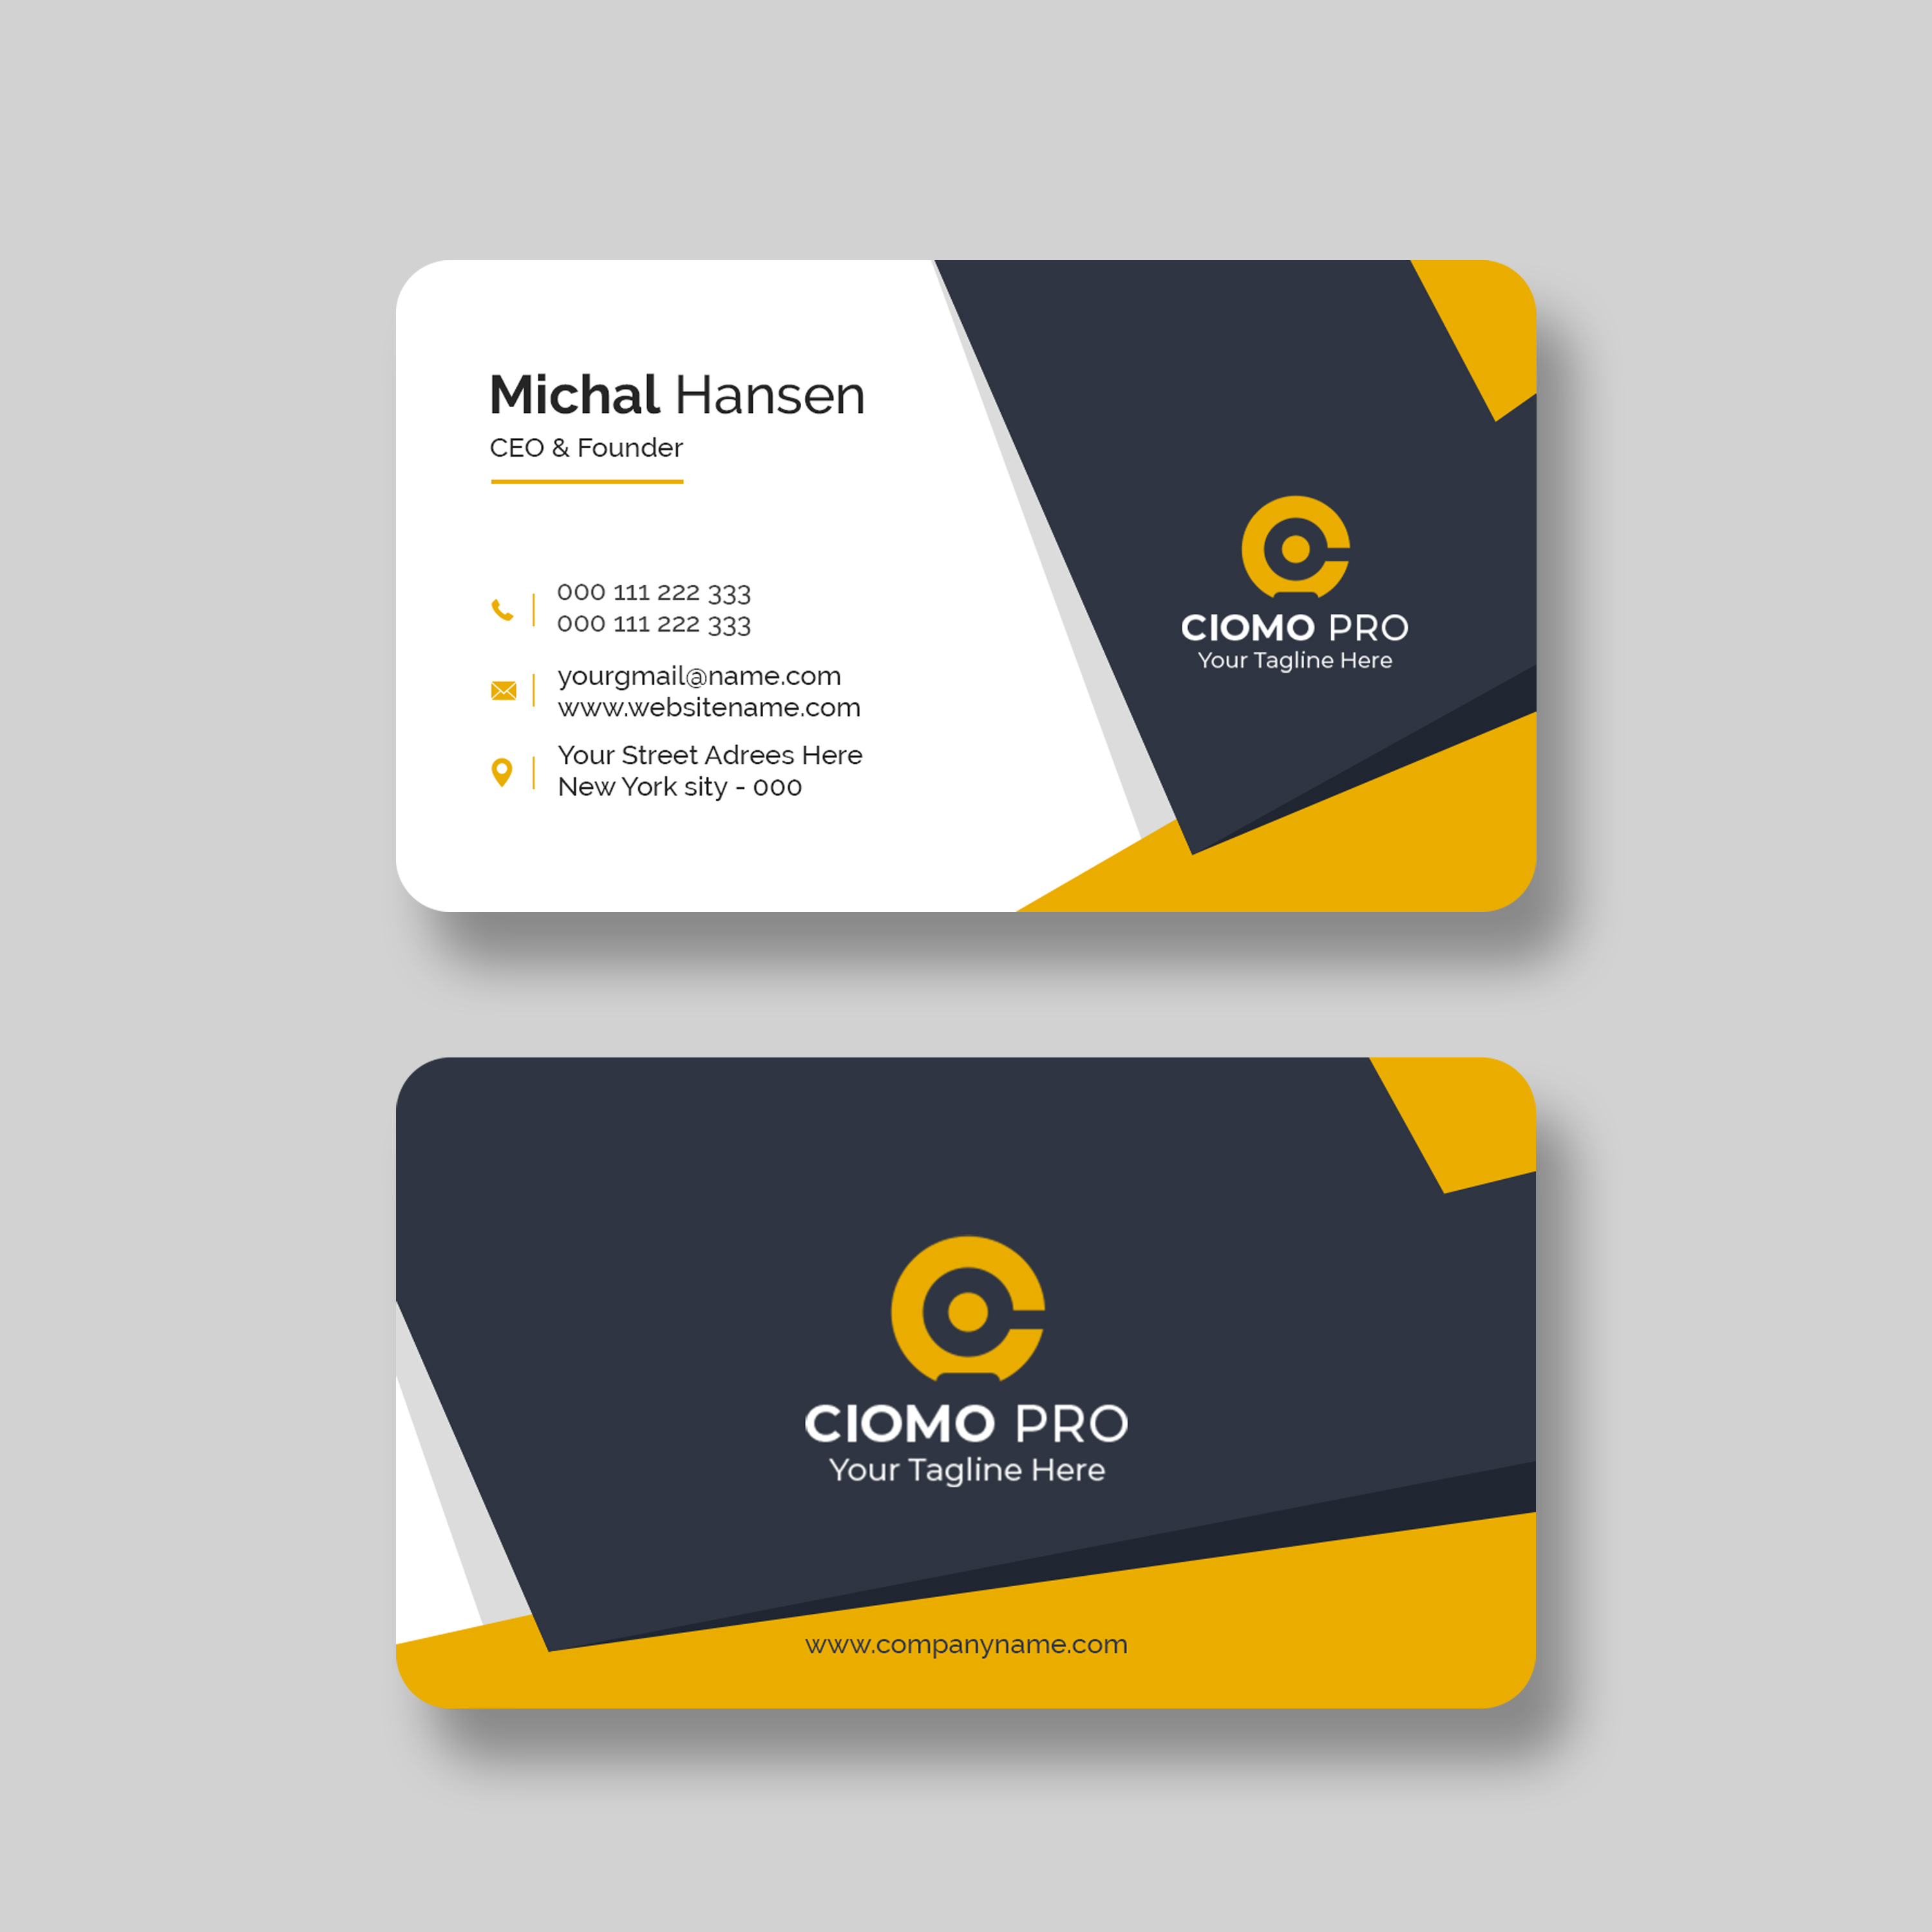 Michal Hansen
CEO & Founder
000 111 222 333
000 111 222 333
yourgmail@name.com
www.websitename.com
Your Street Adrees Here
New York sity - 000
CIOMO PRO
Your Tagline Here
CIOMO PRO
Your Tagline Here
www.companyname.com